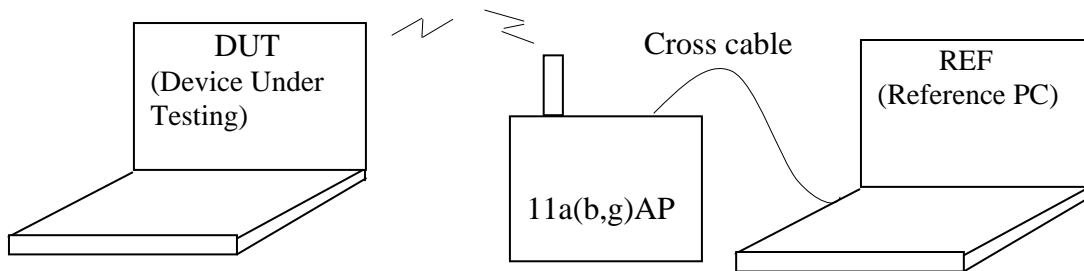 DUT
(Device Under
Testing)
Cross cable
REF
(Reference PC)
11a(b,g)AP